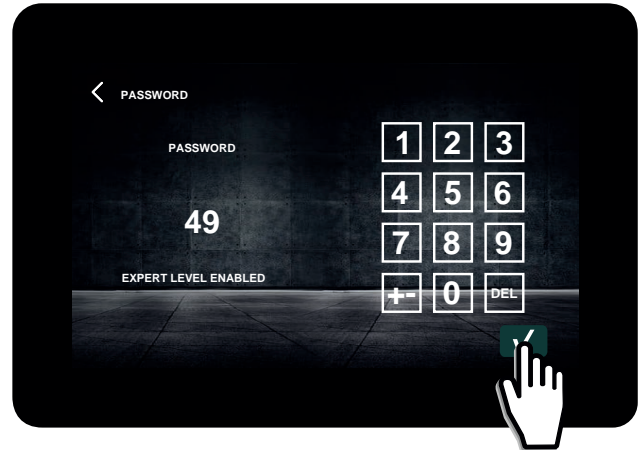 PASSWORD
PASSWORD
49
EXPERT LEVEL ENABLED
1 2 3
4 5 6
7 8 9
+- 0 DEL